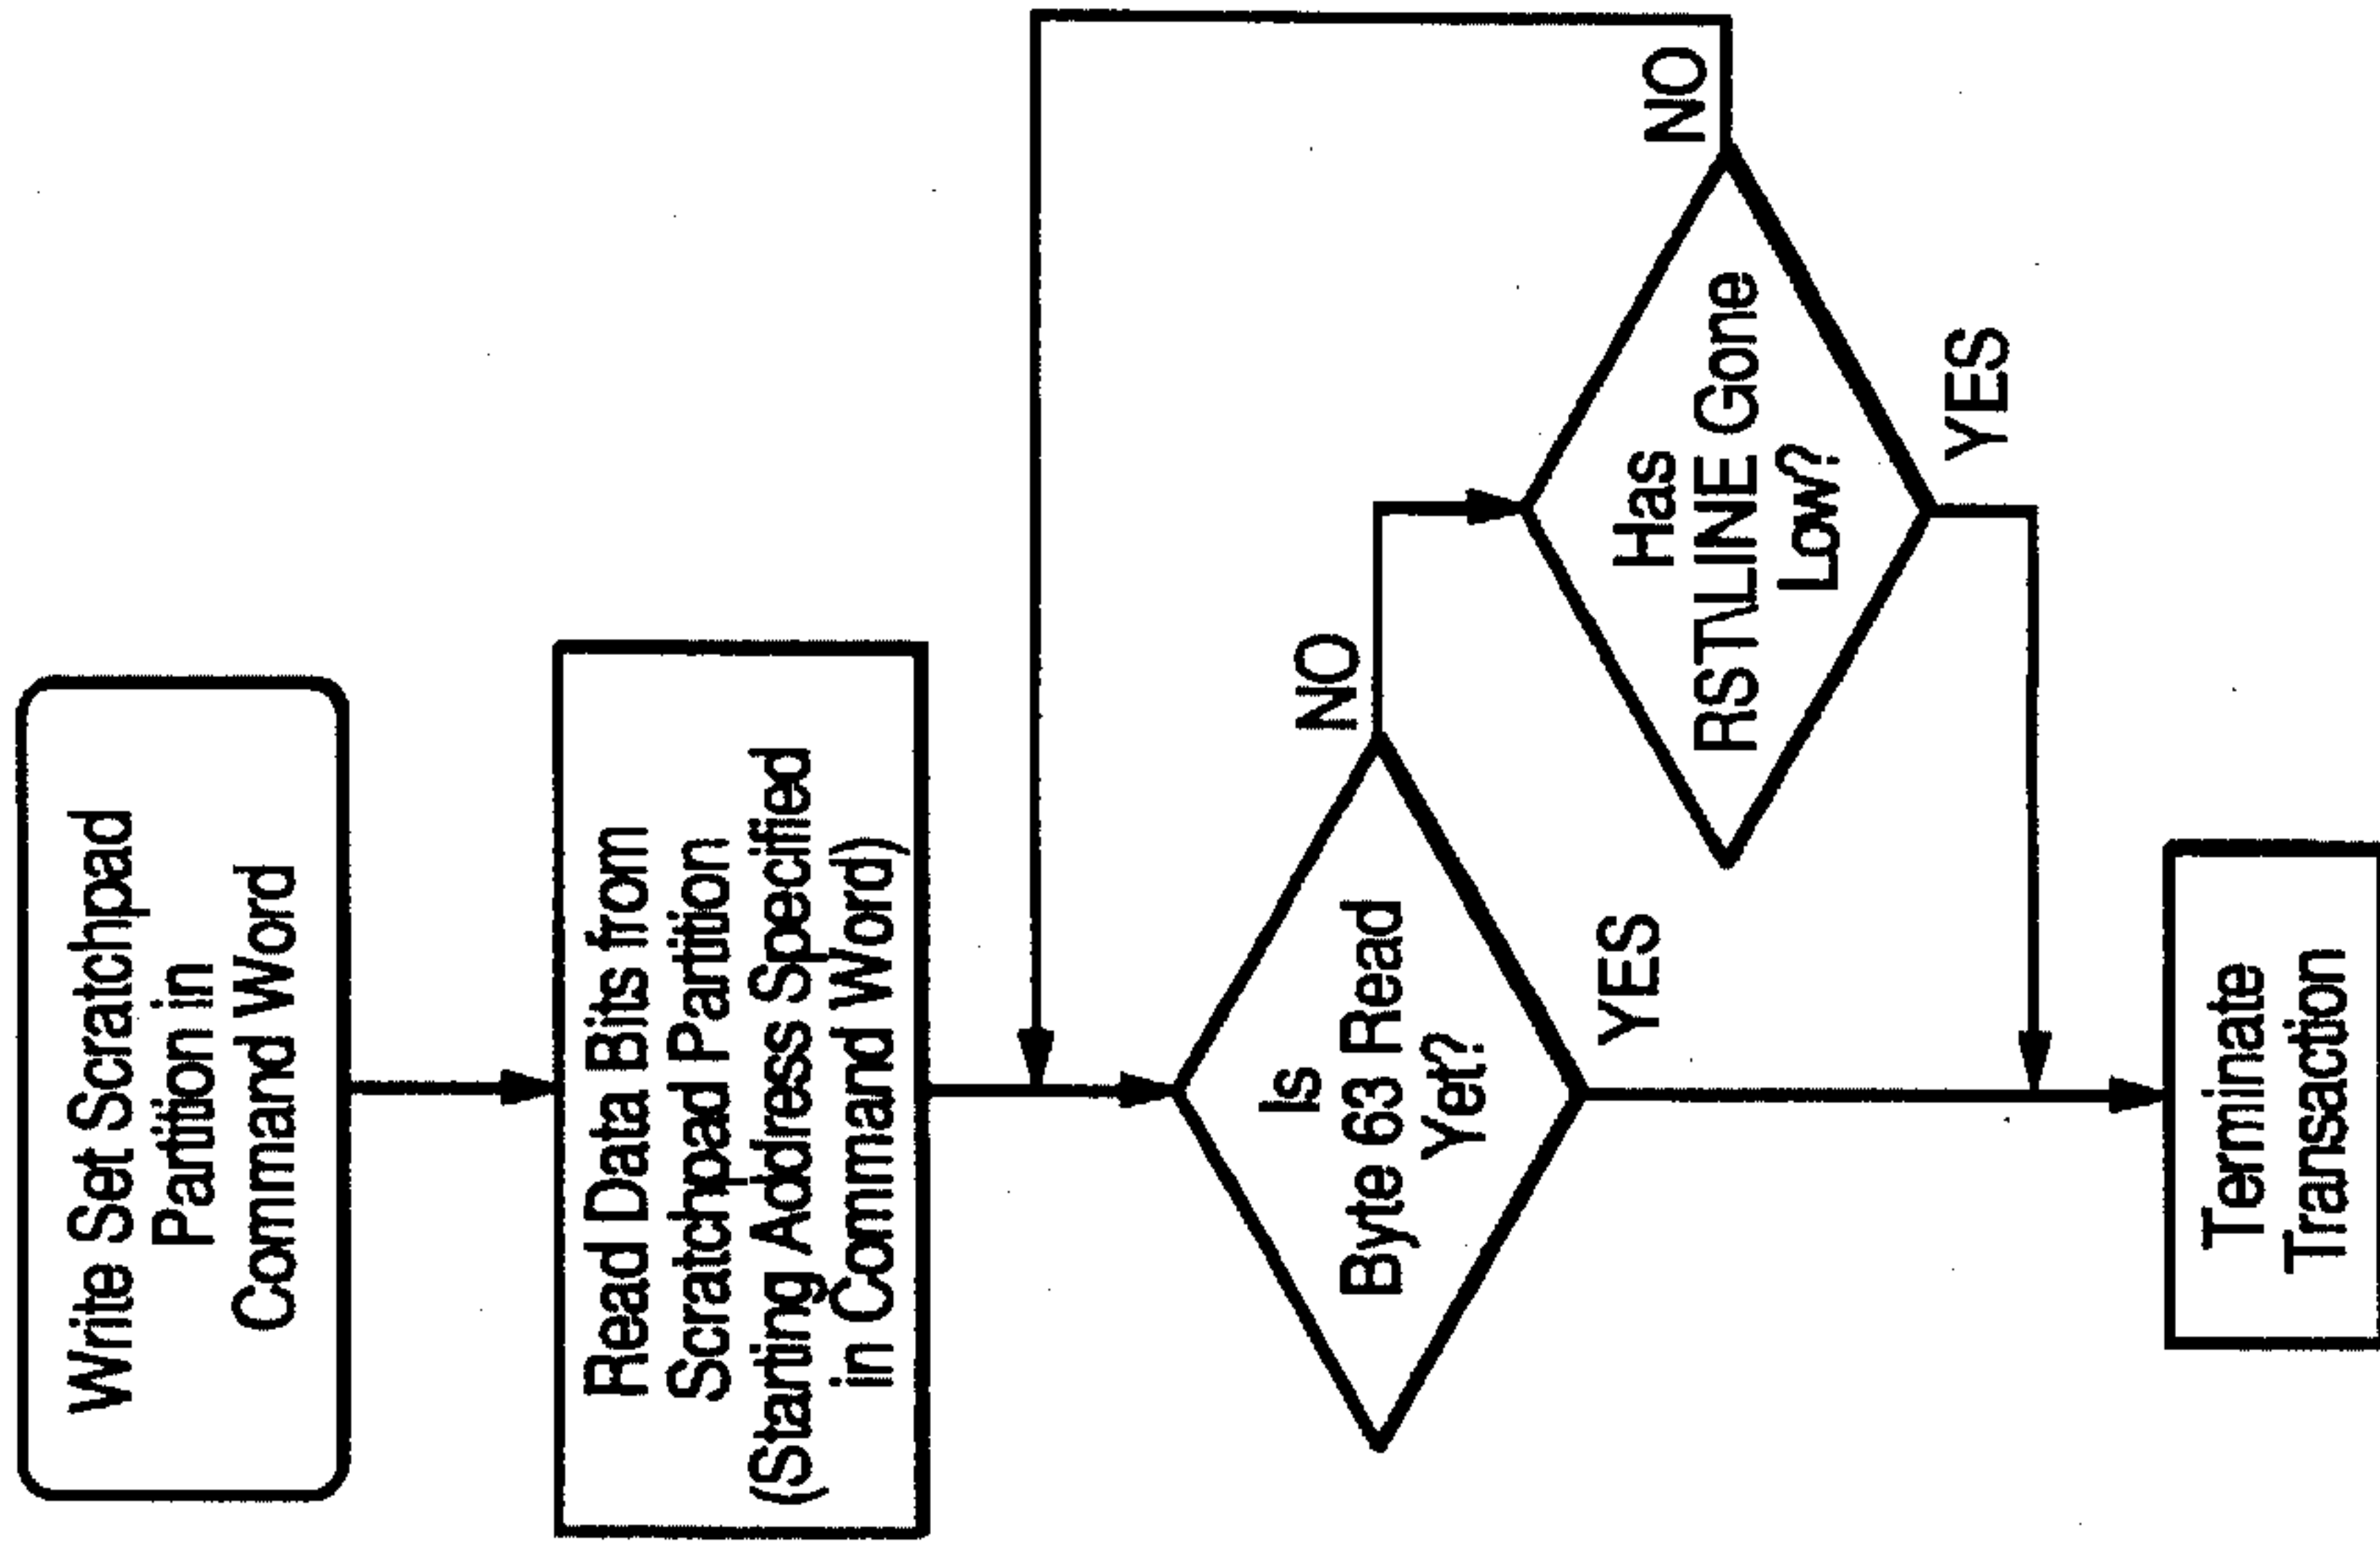 Write Set Scratchpad
Partition in
Command Word
Read Data Bits from
Scratchpad Partition
(Starting Address Specified
in Command Word)
Is
Byte 63 Read
Yet?
NO
YES
Has
RSTLINE Gone
Low?
NO
YES
Terminate
Transaction